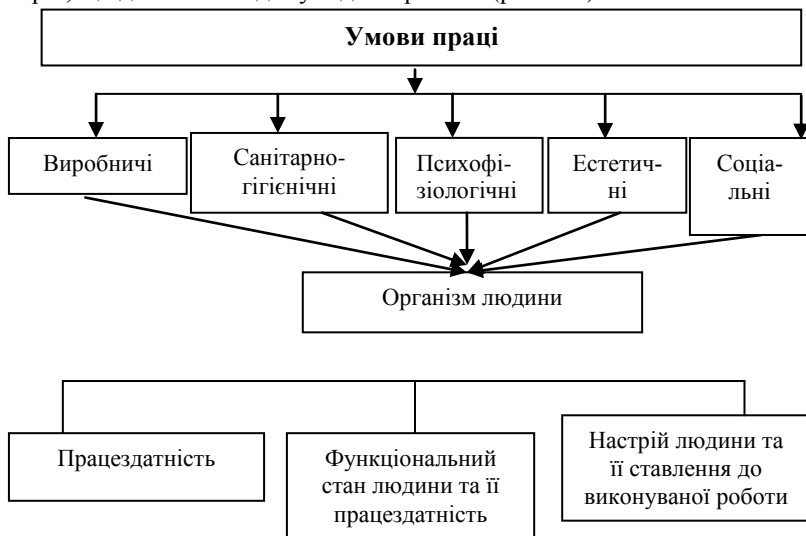 Умови праці
Виробничі
Санітарно-
гігієнічні
Психофі-
зіологічні
Естетич-
ні
Соціа-
льні
Організм людини
Працездатність
Функціональний
стан людини та її
працездатність
Настрій людини та
її ставлення до
виконуваної роботи